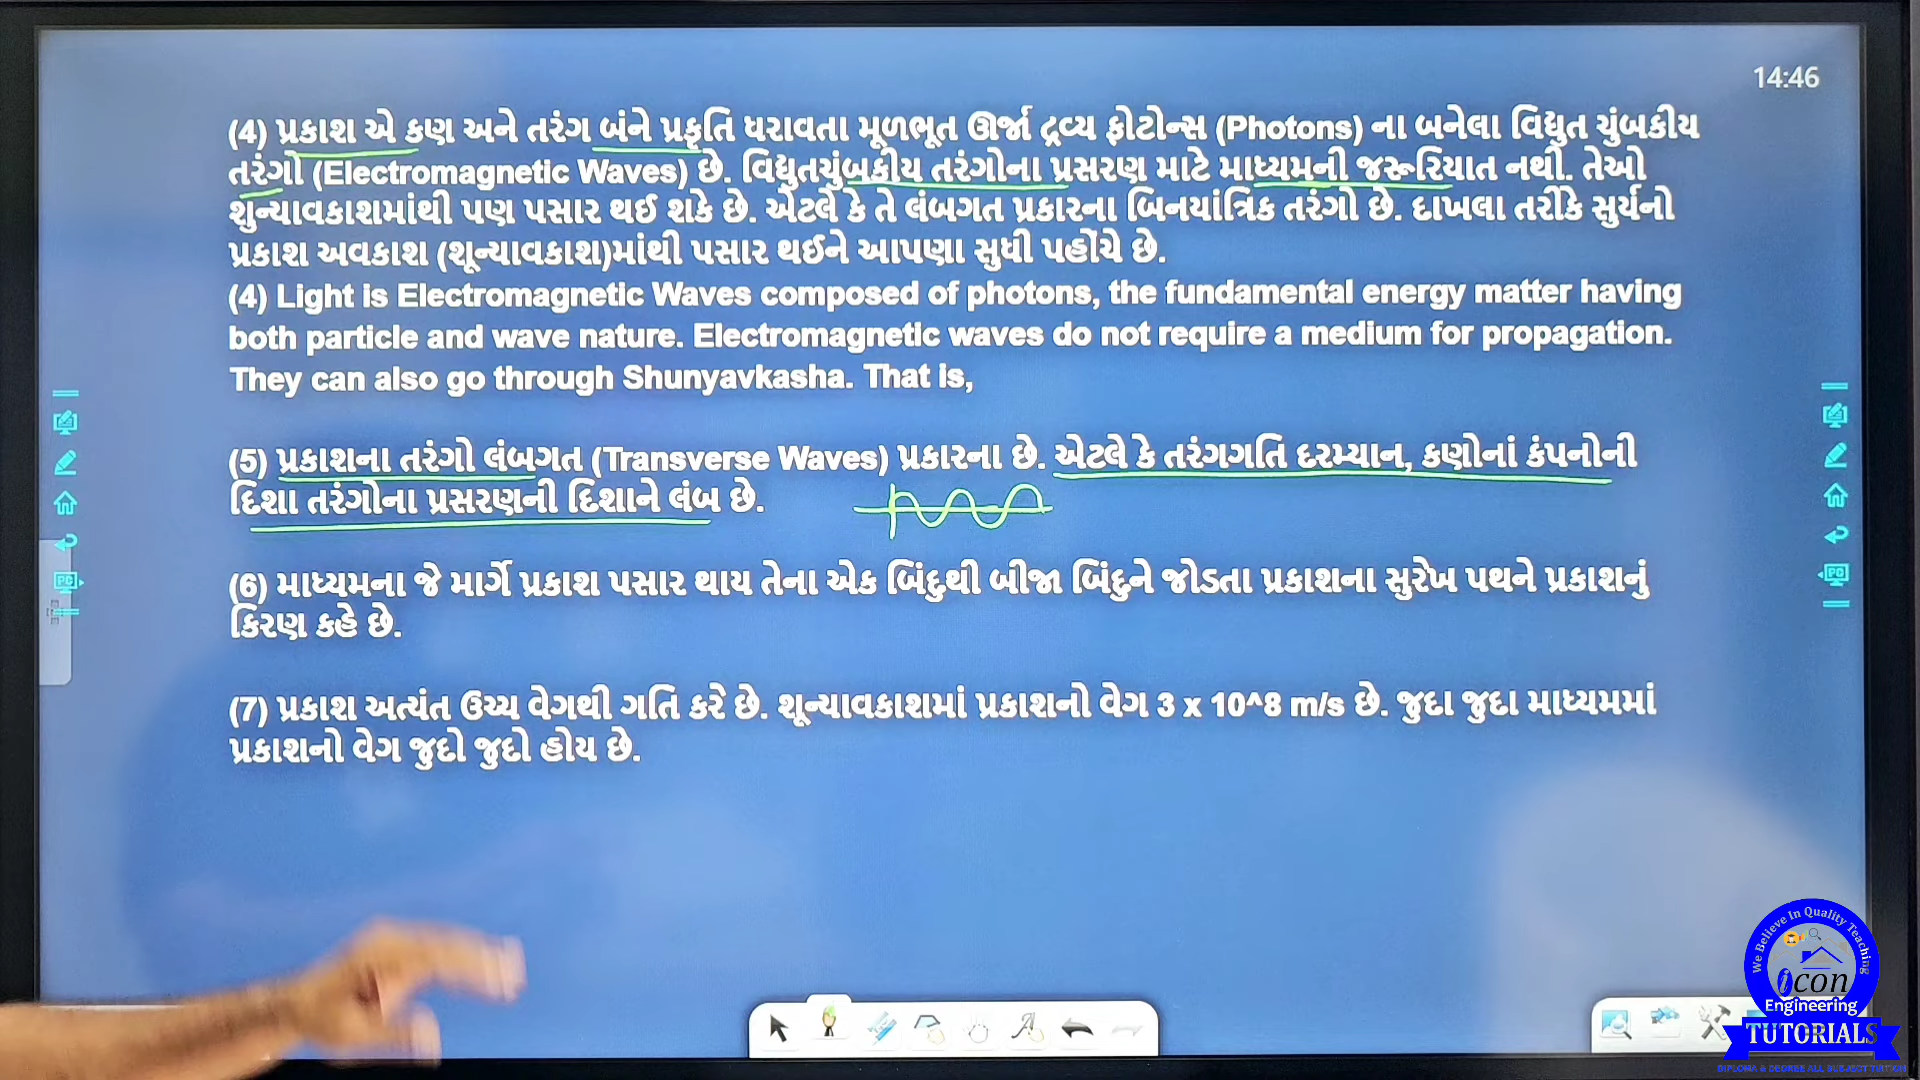 14:46
(4) પ્રકાશ એ કણ અને તરંગ બંને પ્રકૃતિ ધરાવતા મૂળભૂત ઊર્જા દ્રવ્ય ફોટોન્સ (Photons) ના બનેલા વિદ્યુત ચુંબકીય
તરંગો (Electromagnetic Waves) છે. વિદ્યુતચુંબકીય તરંગોના પ્રસરણ માટે માધ્યમની જરૂરિયાત નથી. તેઓ
શુન્યાવકાશમાંથી પણ પસાર થઈ શકે છે. એટલે કે તે લંબગત પ્રકારના બિનયાંત્રિક તરંગો છે. દાખલા તરીકે સુર્યનો
પ્રકાશ અવકાશ (શૂન્યાવકાશ)માંથી પસાર થઈને આપણા સુધી પહોંચે છે.
(4) Light is Electromagnetic Waves composed of photons, the fundamental energy matter having
both particle and wave nature. Electromagnetic waves do not require a medium for propagation.
They can also go through Shunyavkasha. That is,
(5) પ્રકાશના તરંગો લંબગત (Transverse Waves) પ્રકારના છે. એટલે કે તરંગગતિ દરમ્યાન, કણોનાં કંપનોની
દિશા તરંગોના પ્રસરણની દિશાને લંબ છે.
(6) માધ્યમના જે માર્ગે પ્રકાશ પસાર થાય તેના એક બિંદુથી બીજા બિંદુને જોડતા પ્રકાશના સુરેખ પથને પ્રકાશનું
કિરણ કહે છે.
(7) પ્રકાશ અત્યંત ઉચ્ચ વેગથી ગતિ કરે છે. શૂન્યાવકાશમાં પ્રકાશનો વેગ 3 x 10^8 m/s છે. જુદા જુદા માધ્યમમાં
પ્રકાશનો વેગ જુદો જુદો હોય છે.
PC
PC
We Believe In Quality Teaching
icon
Engineering
TUTORIALS
DIPLOMA & DEGREE ALL SUBJECT TUITION